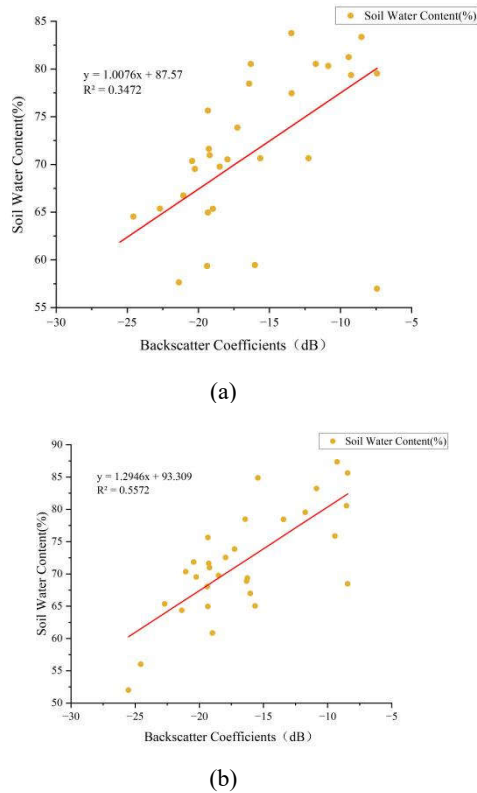 Soil Water Content(%)
y = 1.0076x + 87.57
R² = 0.3472
Soil Water Content(%)
85
80
75
70
65
60
55
−30 −25 −20 −15 −10 −5
Backscatter Coefficients（dB）
(a)
Soil Water Content(%)
y = 1.2946x + 93.309
R² = 0.5572
Soil Water Content(%)
90
85
80
75
70
65
60
55
50
−30 −25 −20 −15 −10 −5
Backscatter Coefficients（dB）
(b)